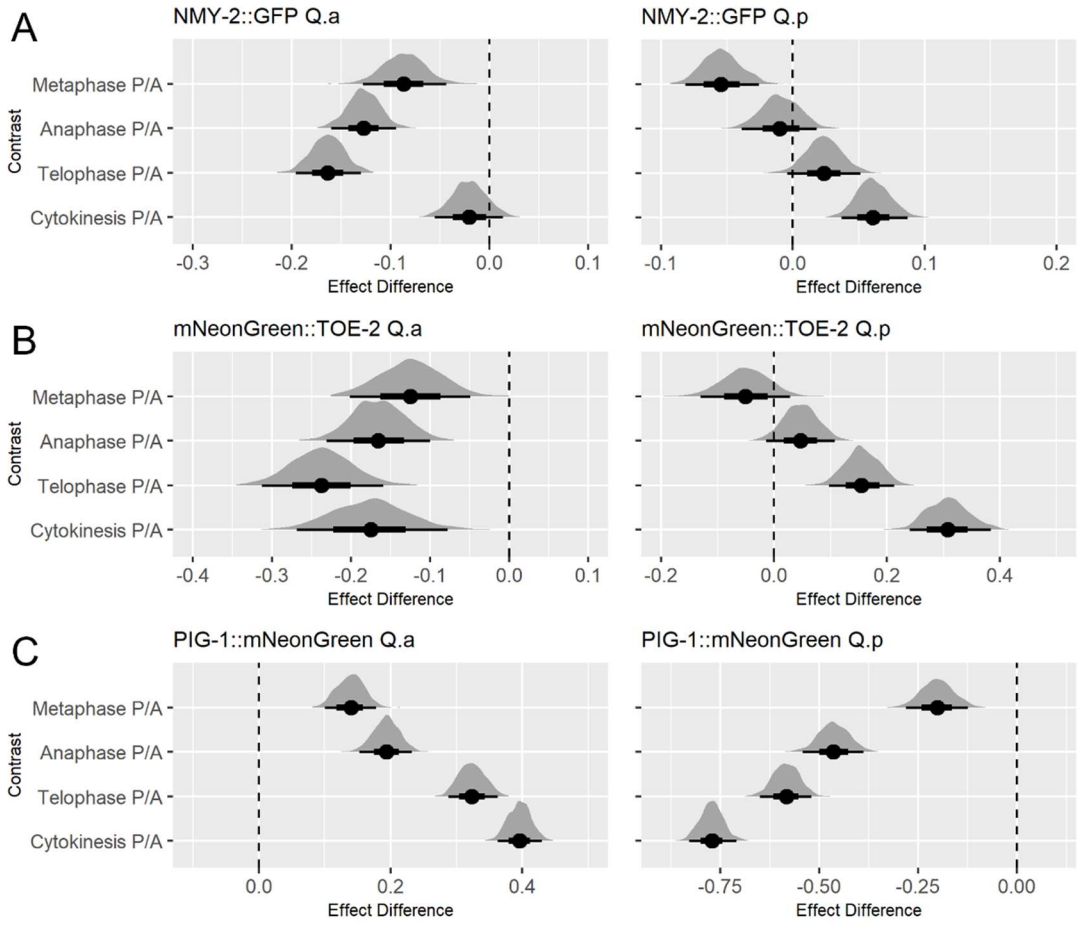 A
NMY-2::GFP Q.a
NMY-2::GFP Q.p
Contrast
Metaphase P/A
Anaphase P/A
Telophase P/A
Cytokinesis P/A
-0.3 -0.2 -0.1 0.0 0.1
-0.1 0.0 0.1 0.2
Effect Difference
Effect Difference
B
mNeonGreen::TOE-2 Q.a
mNeonGreen::TOE-2 Q.p
Contrast
Metaphase P/A
Anaphase P/A
Telophase P/A
Cytokinesis P/A
-0.4 -0.3 -0.2 -0.1 0.0 0.1
-0.2 0.0 0.2 0.4
Effect Difference
Effect Difference
C
PIG-1::mNeonGreen Q.a
PIG-1::mNeonGreen Q.p
Contrast
Metaphase P/A
Anaphase P/A
Telophase P/A
Cytokinesis P/A
0.0 0.2 0.4
-0.75 -0.50 -0.25 0.00
Effect Difference
Effect Difference